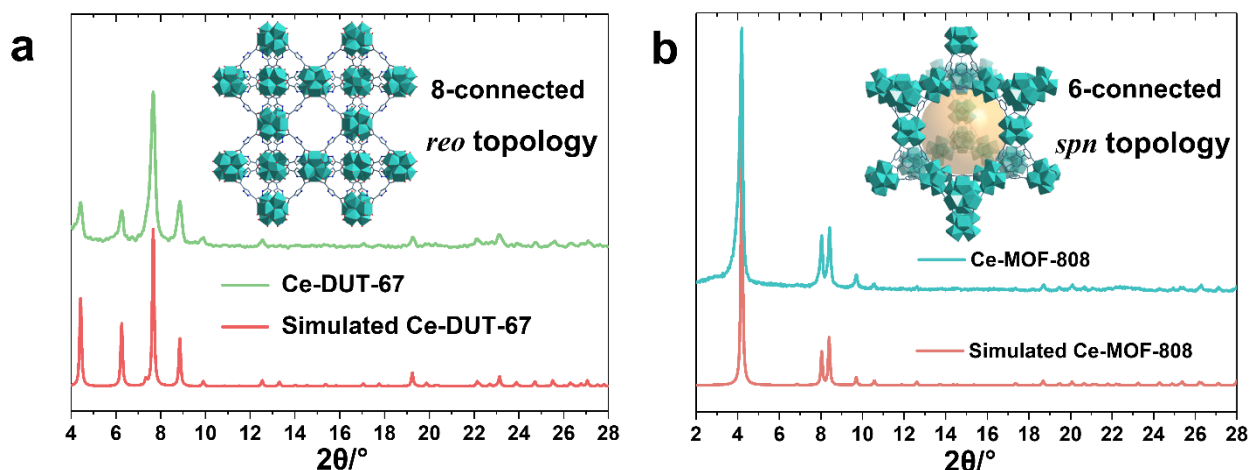 a
8-connected
reo topology
Ce-DUT-67
Simulated Ce-DUT-67
4 6 8 10 12 14 16 18 20 22 24 26 28
2θ/°
b
6-connected
spn topology
Ce-MOF-808
Simulated Ce-MOF-808
2 4 6 8 10 12 14 16 18 20 22 24 26 28
2θ/°